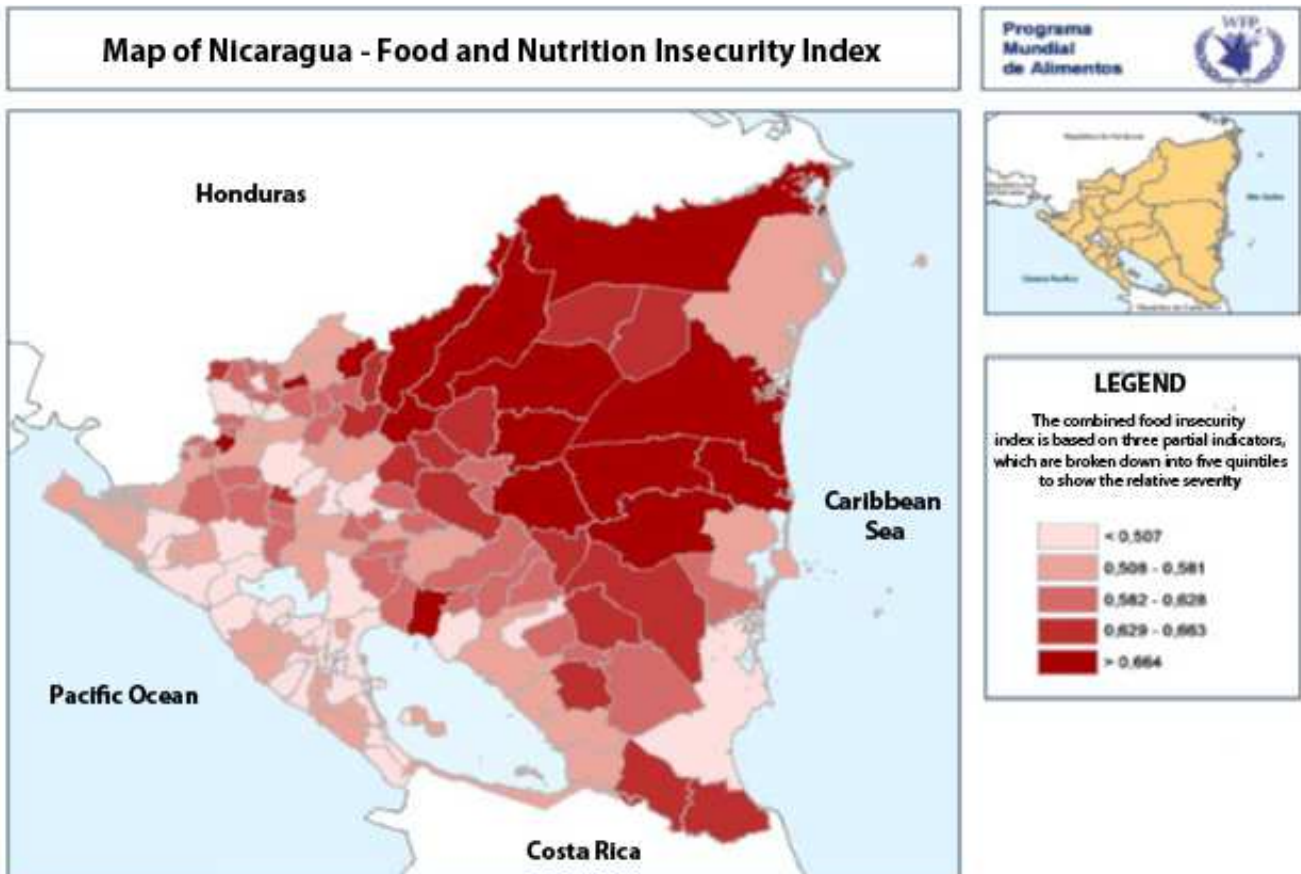 Map of Nicaragua - Food and Nutrition Insecurity Index
Programa
Mundial
de Alimentos
WFP
Honduras
Caribbean
Sea
Pacific Ocean
Costa Rica
LEGEND
The combined food insecurity
index is based on three partial indicators,
which are broken down into five quintiles
to show the relative severity
< 0,507
0,508 - 0,581
0,582 - 0,628
0,629 - 0,663
> 0,664